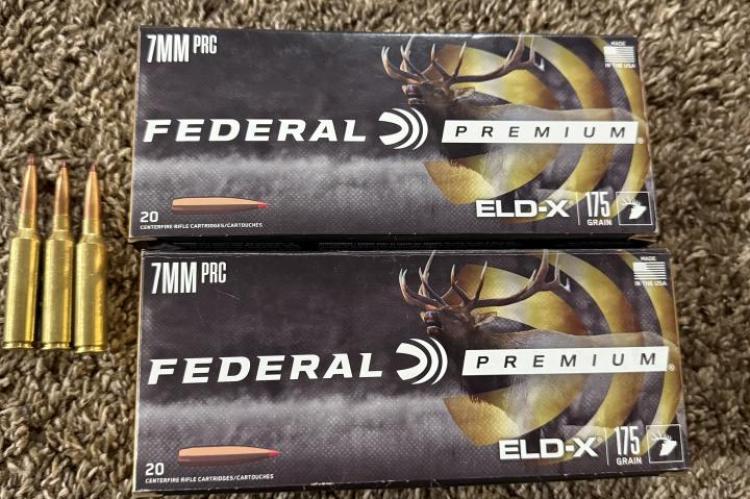 7MM PRC
MADE
IN THE USA
FEDERAL PREMIUM®
20
CENTERFIRE RIFLE CARTRIDGES/CARTOUCHES
ELD-X® 175
GRAIN
7MM PRC
MADE
IN THE USA
FEDERAL PREMIUM®
20
CENTERFIRE RIFLE CARTRIDGES/CARTOUCHES
ELD-X® 175
GRAIN